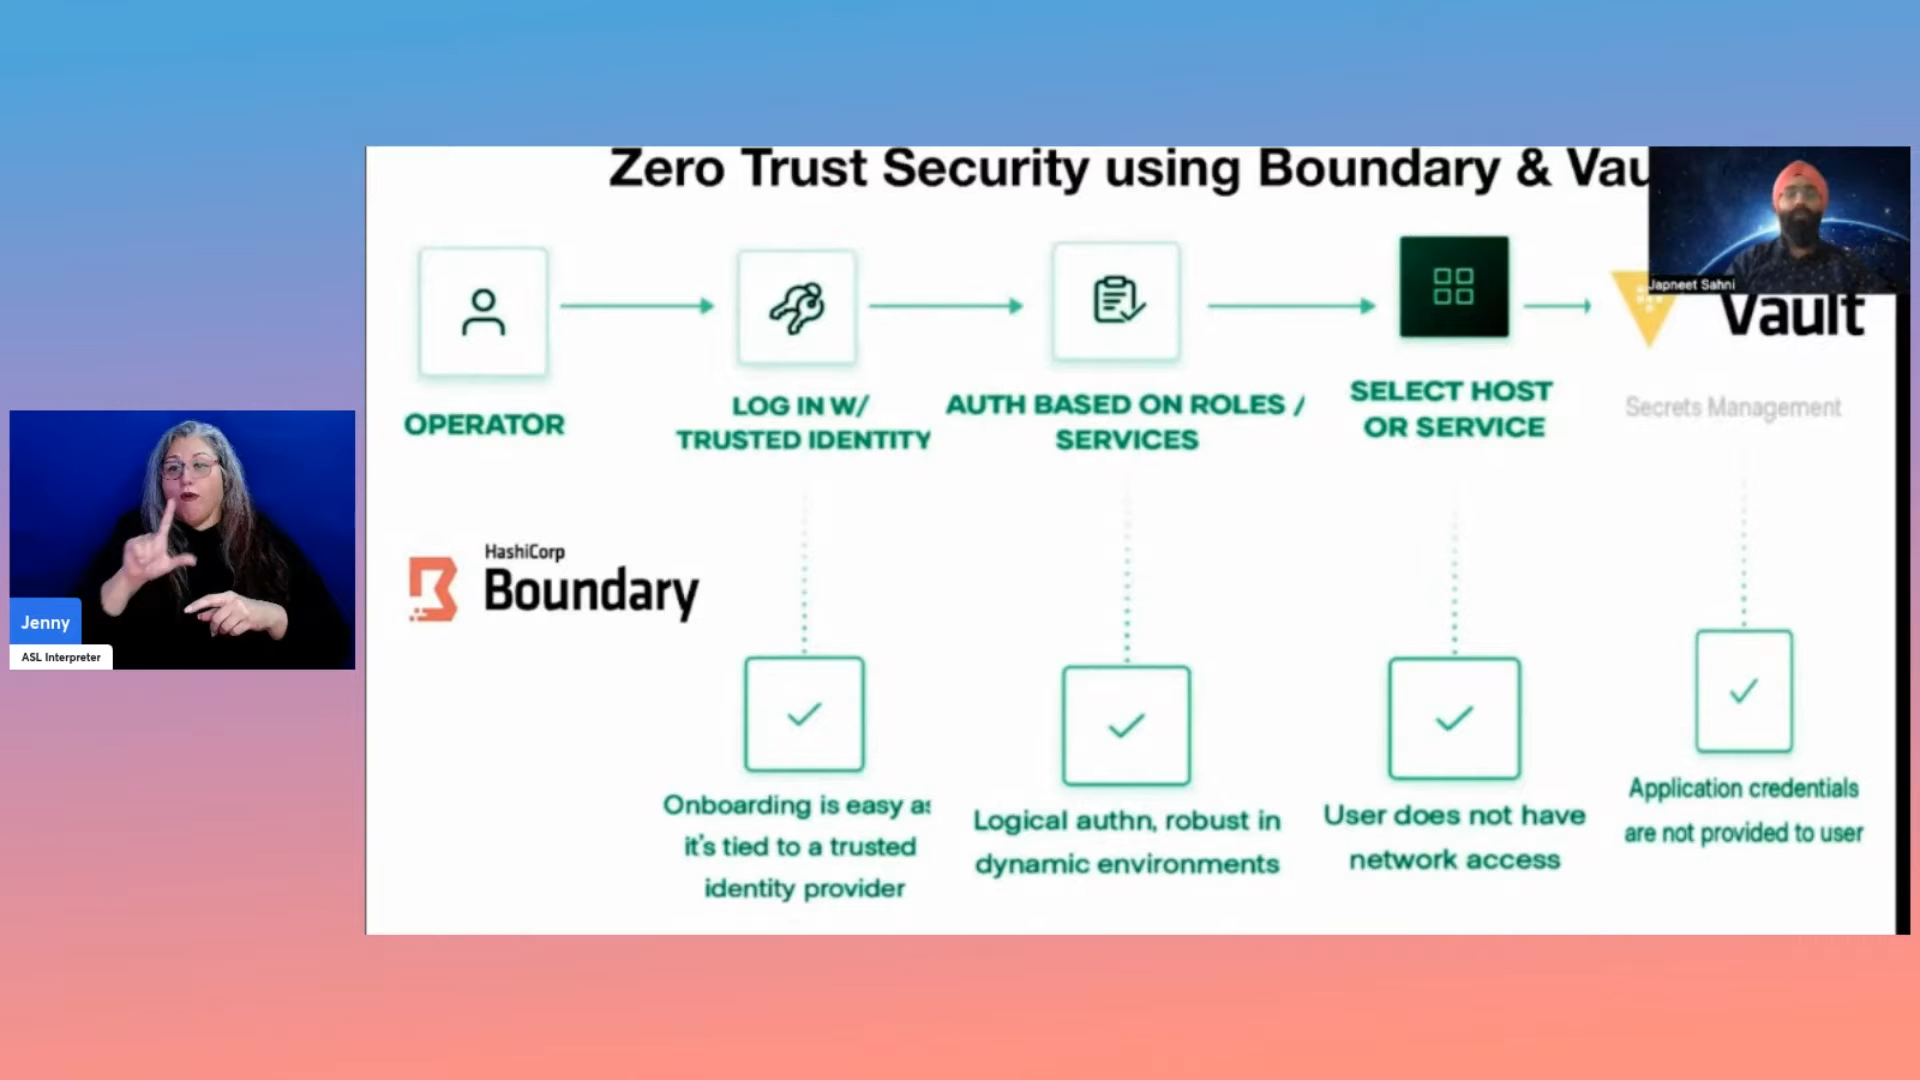 Zero Trust Security using Boundary & Vau
Japneet Sahni
Vault
OPERATOR
LOG IN W/
TRUSTED IDENTITY
AUTH BASED ON ROLES /
SERVICES
SELECT HOST
OR SERVICE
Secrets Management
HashiCorp
Boundary
Jenny
ASL Interpreter
Onboarding is easy as
it's tied to a trusted
identity provider
Logical authn, robust in
dynamic environments
User does not have
network access
Application credentials
are not provided to user